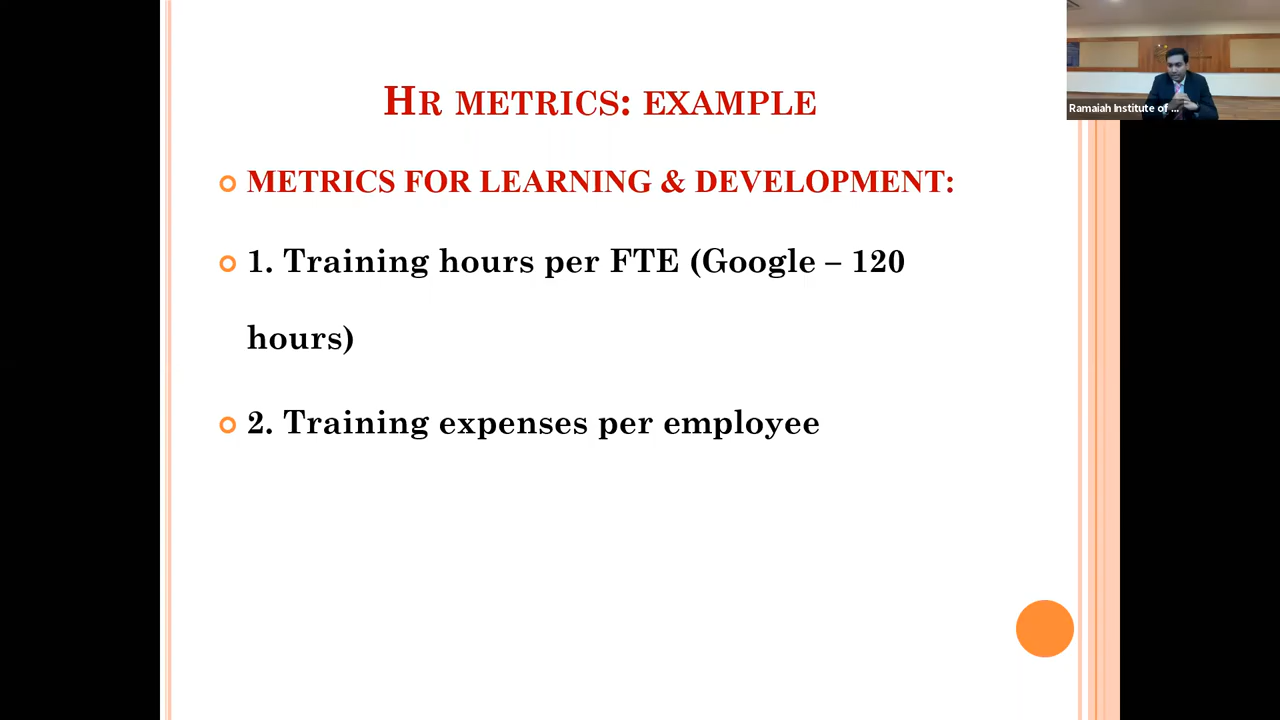 HR METRICS: EXAMPLE
METRICS FOR LEARNING & DEVELOPMENT:
1. Training hours per FTE (Google – 120
hours)
2. Training expenses per employee
Ramaiah Institute of ...